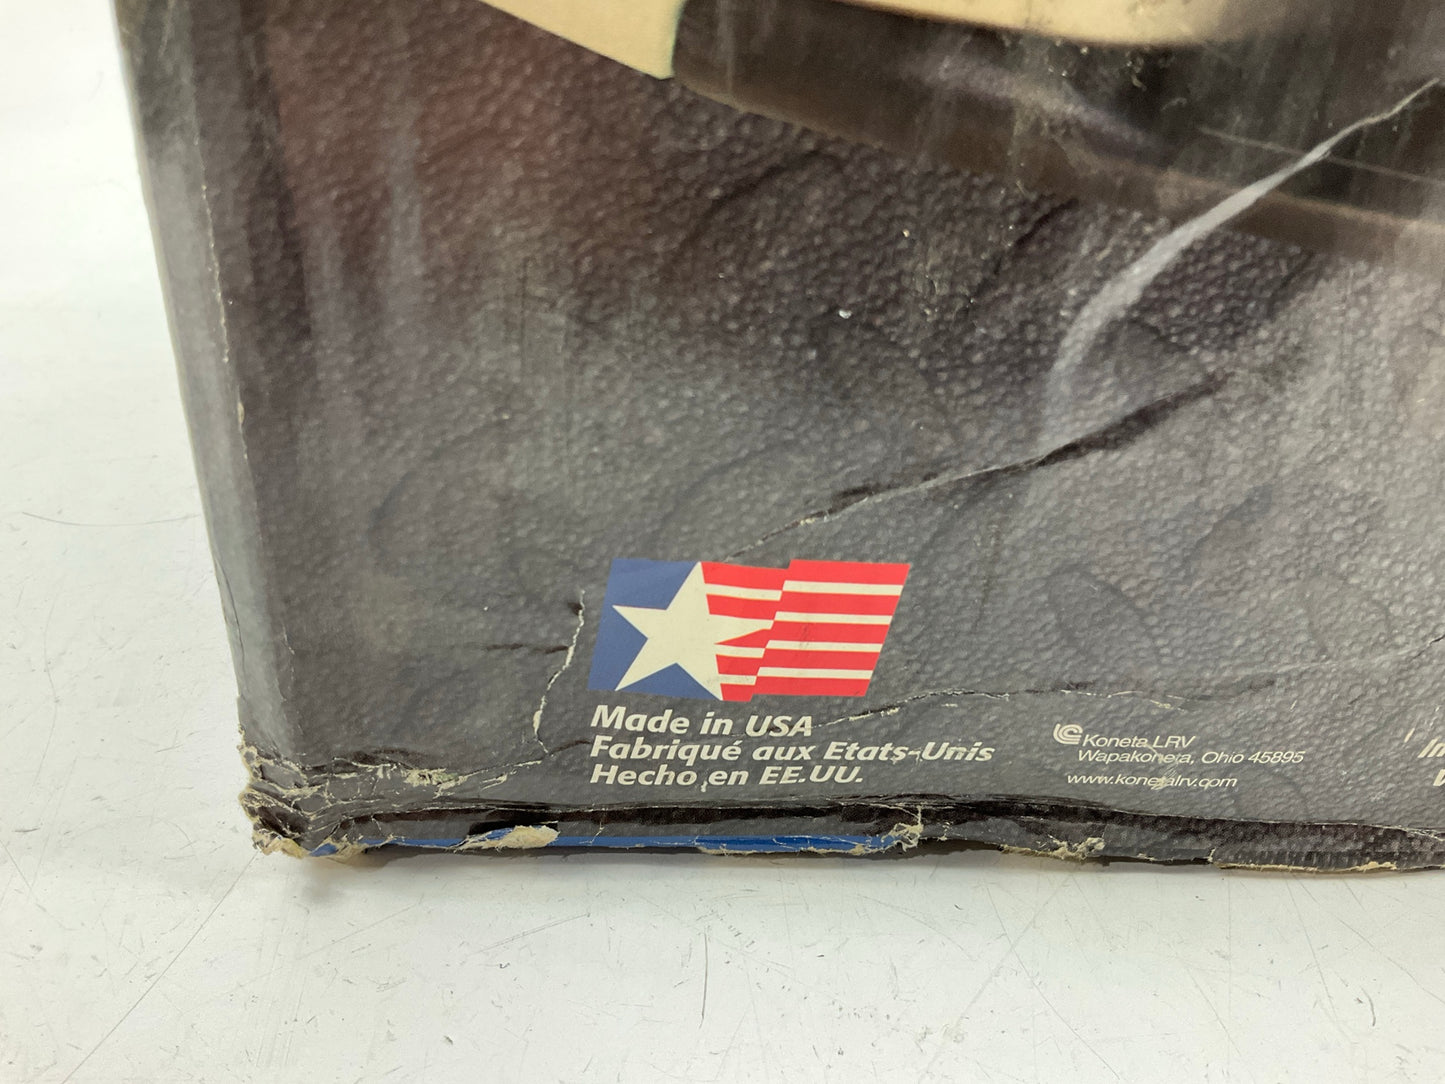 Made in USA
Fabriqué aux Etats-Unis
Hecho en EE.UU.
Koneta LRV
Wapakoneta, Ohio 45895
www.konetalrv.com